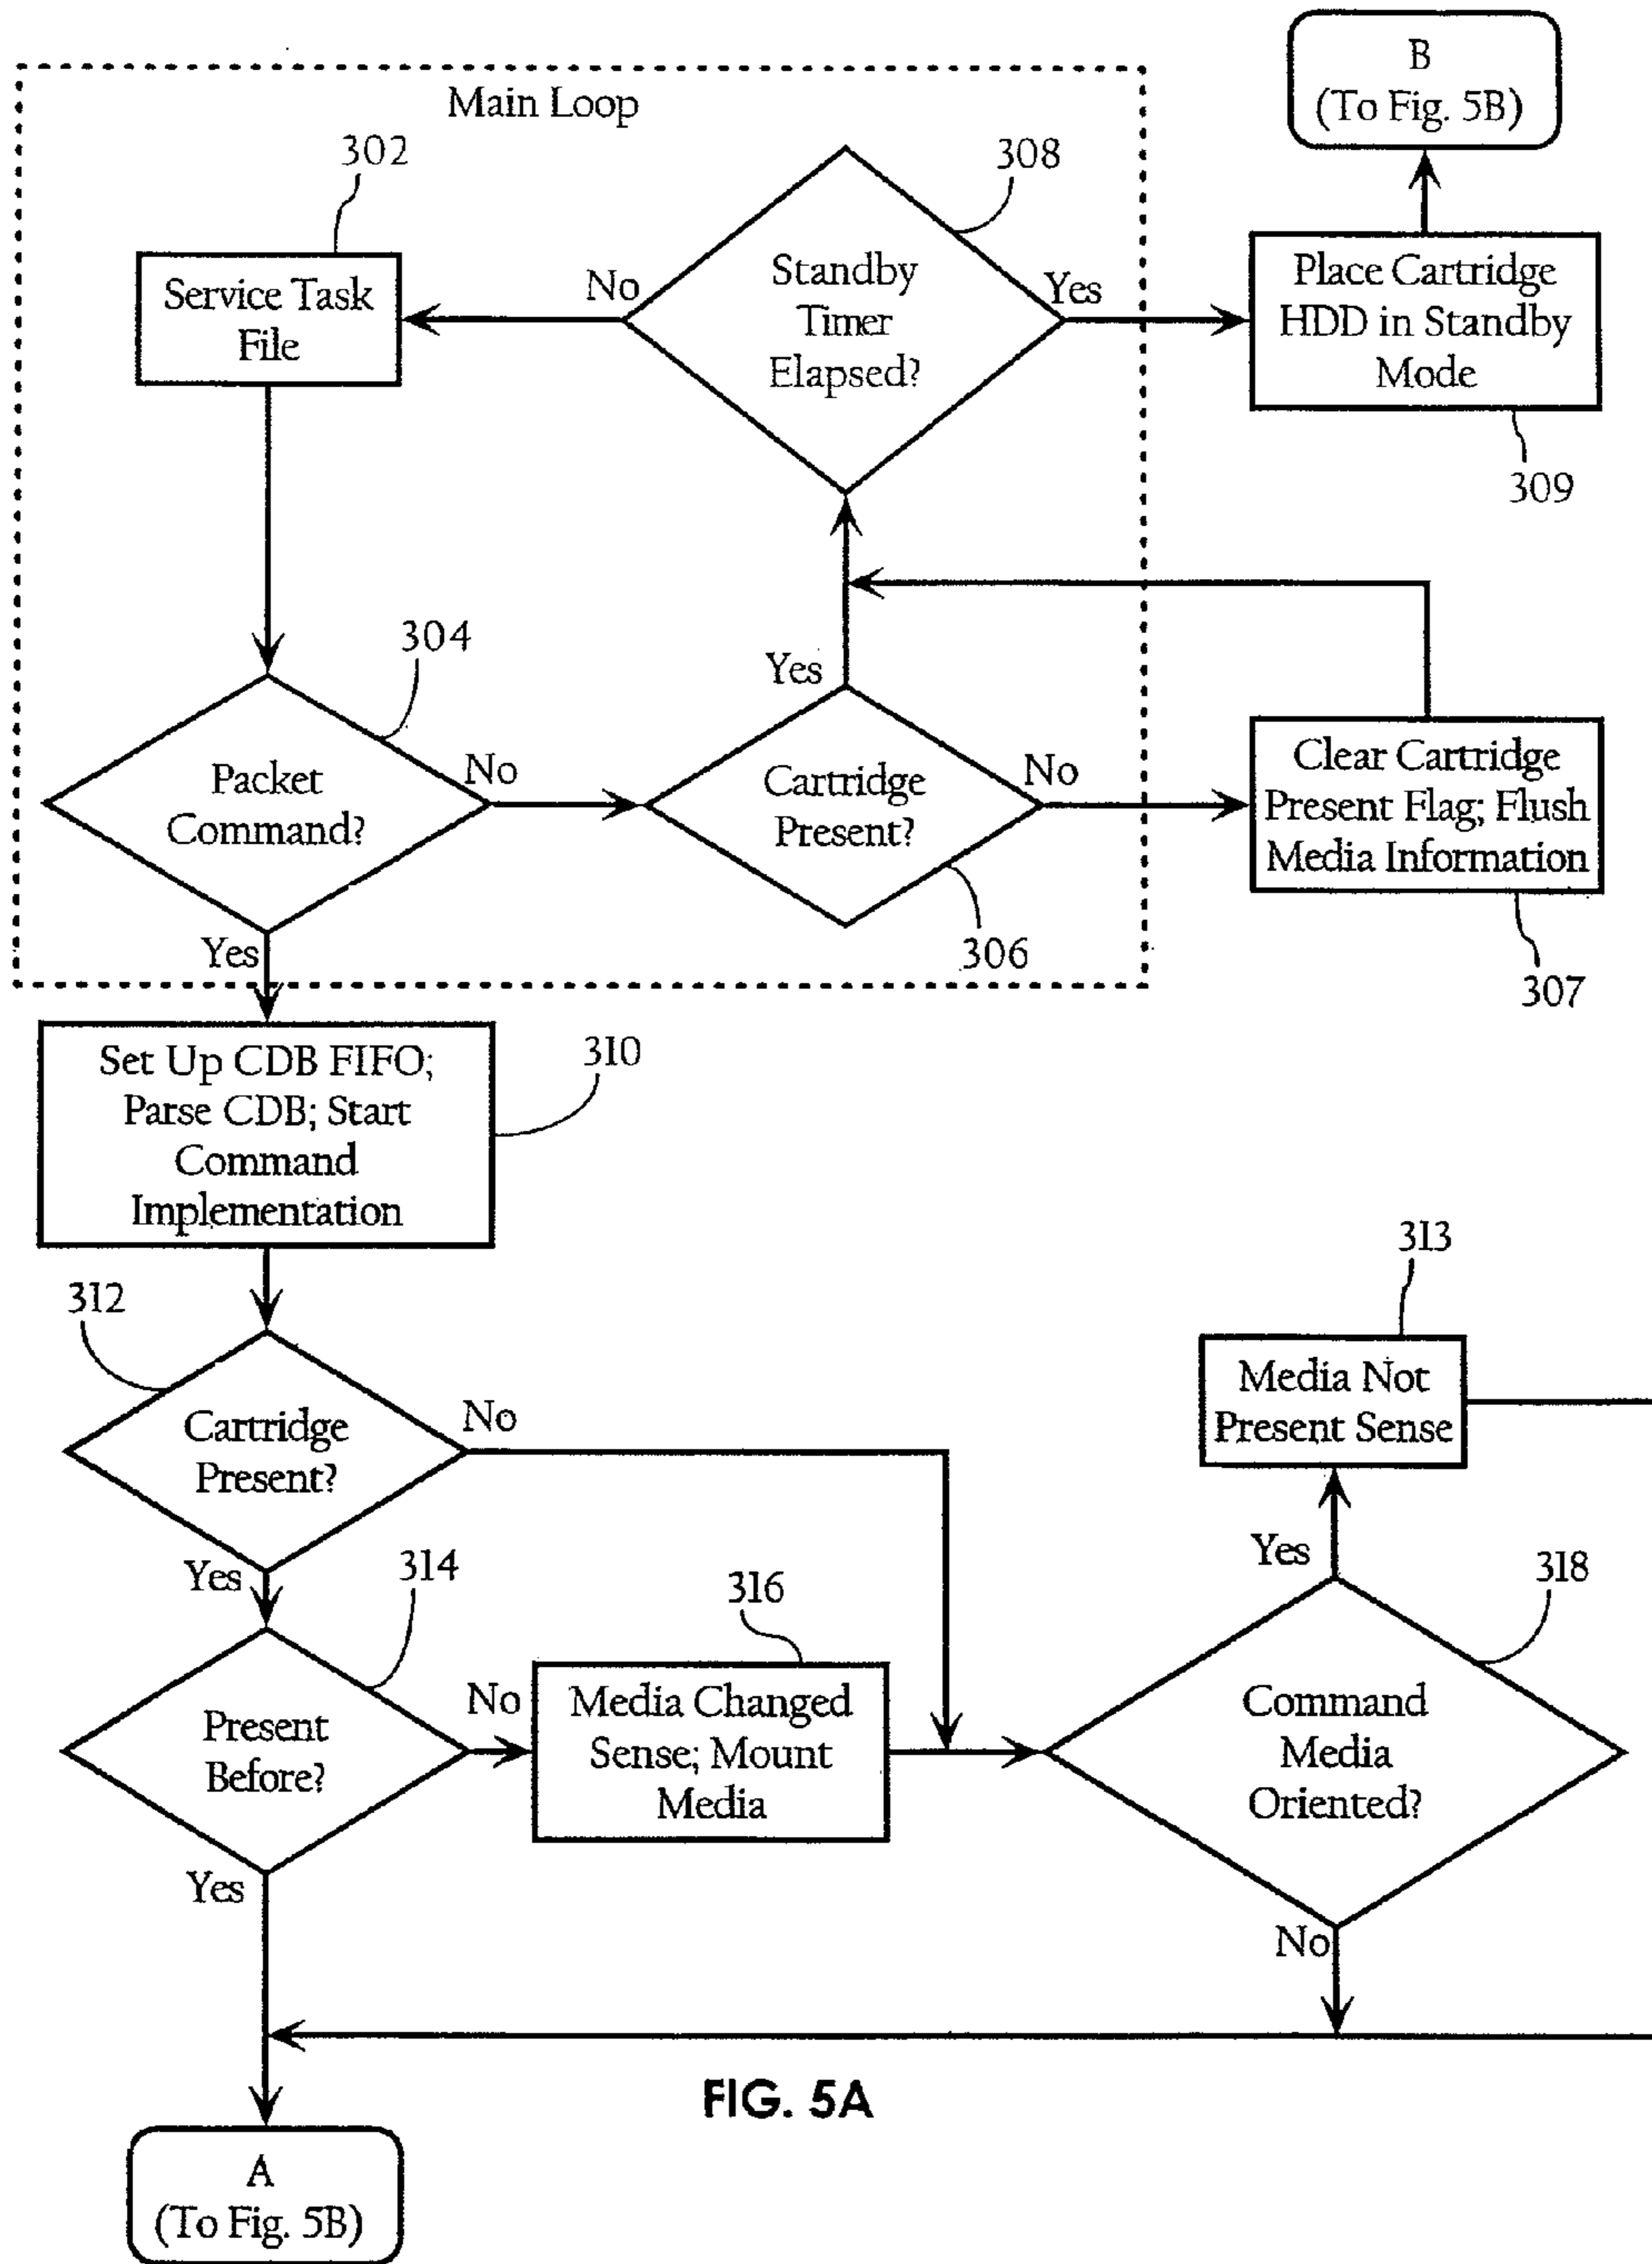 B
(To Fig. 5B)
Main Loop
302
308
Service Task
File
No
Standby
Timer
Elapsed?
Yes
Place Cartridge
HDD in Standby
Mode
309
304
Packet
Command?
No
Yes
Cartridge
Present?
No
Clear Cartridge
Present Flag; Flush
Media Information
Yes
306
307
Set Up CDB FIFO;
Parse CDB; Start
Command
Implementation
310
312
Cartridge
Present?
No
313
Media Not
Present Sense
Yes
314
316
Yes
318
Present
Before?
No
Media Changed
Sense; Mount
Media
Command
Media
Oriented?
Yes
No
FIG. 5A
A
(To Fig. 5B)